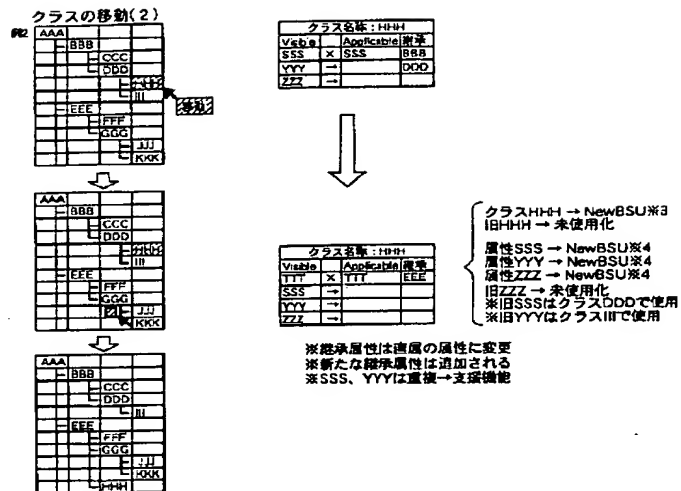 クラスの移動(2)
例2
AAA
BBB
CCC
DDD
HHH
III
移動
EEE
FFF
GGG
JJJ
KKK
AAA
BBB
CCC
DDD
HHH
III
EEE
FFF
GGG
JJJ
KKK
AAA
BBB
CCC
DDD
III
EEE
FFF
GGG
JJJ
KKK
HHH
クラス名称:HHH
Visible Applicable 継承
SSS × SSS BBB
YYY → DDD
ZZZ →
クラス名称:HHH
Visible Applicable 継承
TTT × TTT EEE
SSS →
YYY →
ZZZ →
クラスHHH → NewBSU※3
旧HHH → 未使用化
属性SSS → NewBSU※4
属性YYY → NewBSU※4
属性ZZZ → NewBSU※4
旧ZZZ → 未使用化
※旧SSSはクラスDDDで使用
※旧YYYはクラスIIIで使用
※継承属性は直属の属性に変更
※新たな継承属性は追加される
※SSS、YYYは重複→支援機能